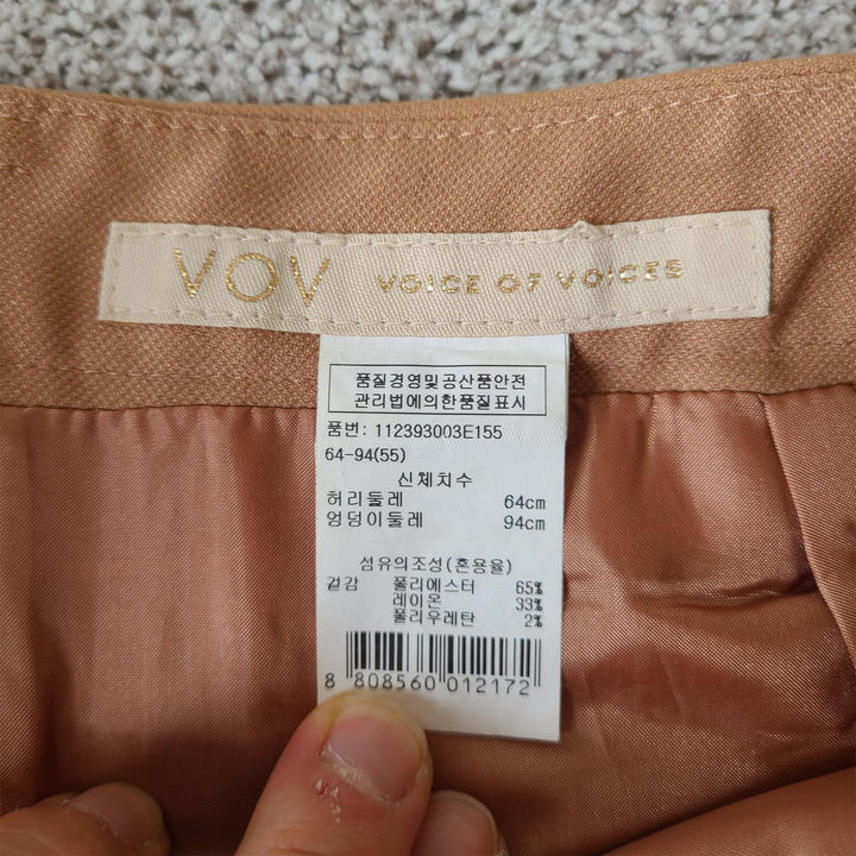 VOV VOICE OF VOICES
품질경영및공산품안전
관리법에의한품질표시
품번: 112393003E155
64-94(55)
신체치수
허리둘레 64cm
엉덩이둘레 94cm
섬유의조성(혼용율)
겉감 폴리에스터 65%
레이온 33%
폴리우레탄 2%
8 808560 012172